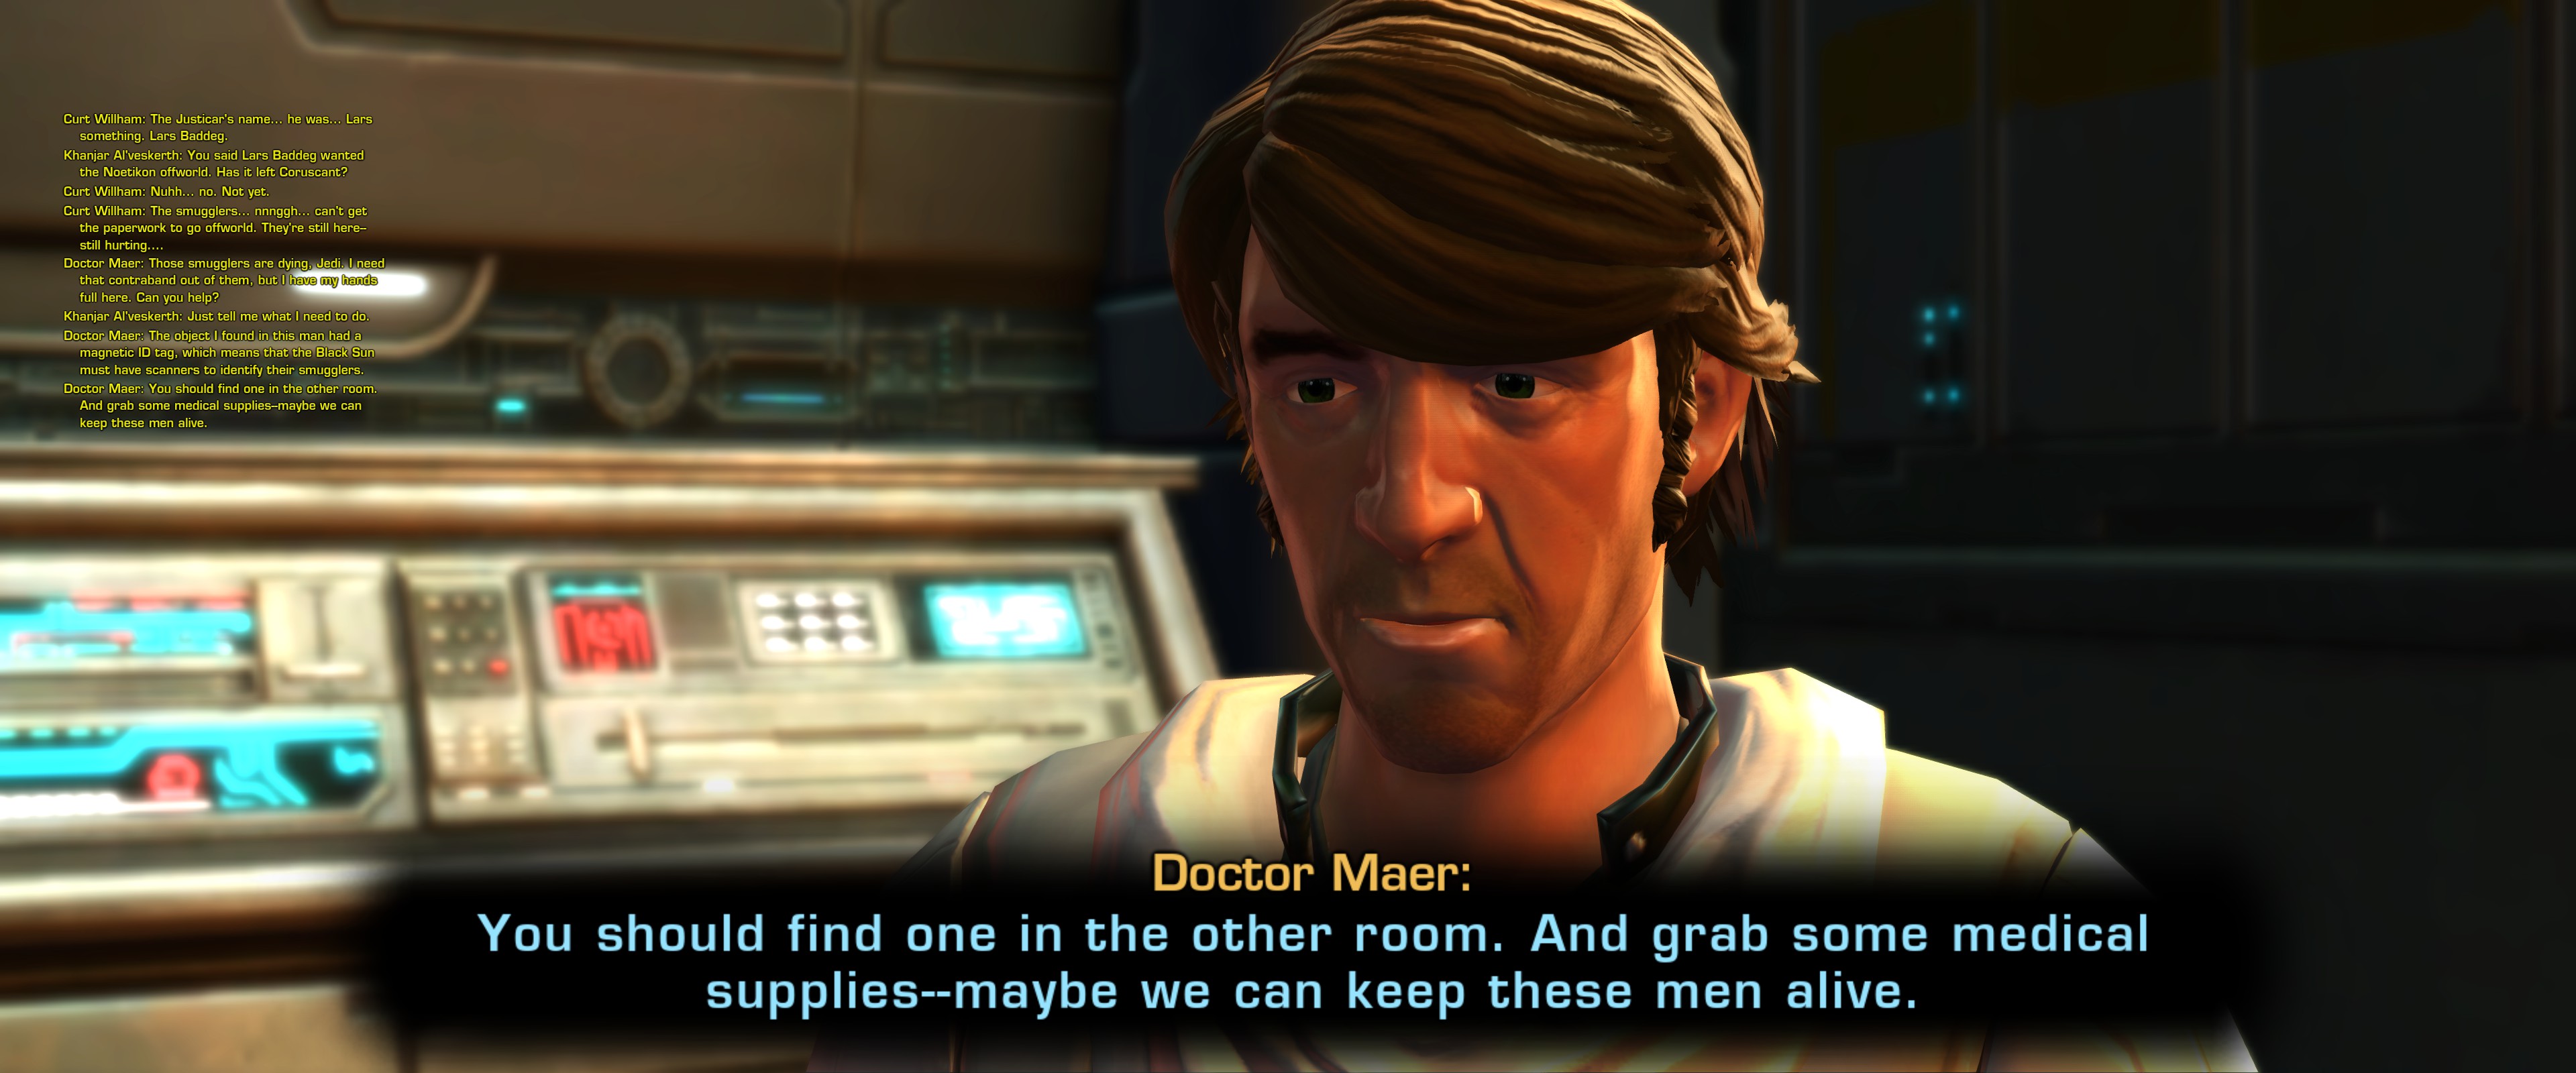 Curt Willham: The Justicar's name... he was... Lars
something. Lars Baddeg.
Khanjar Al'veskerth: You said Lars Baddeg wanted
the Noetikon offworld. Has it left Coruscant?
Curt Willham: Nuhh... no. Not yet.
Curt Willham: The smugglers... nnnggh... can't get
the paperwork to go offworld. They're still here--
still hurting....
Doctor Maer: Those smugglers are dying, Jedi. I need
that contraband out of them, but I have my hands
full here. Can you help?
Khanjar Al'veskerth: Just tell me what I need to do.
Doctor Maer: The object I found in this man had a
magnetic ID tag, which means that the Black Sun
must have scanners to identify their smugglers.
Doctor Maer: You should find one in the other room.
And grab some medical supplies--maybe we can
keep these men alive.
Doctor Maer:
You should find one in the other room. And grab some medical
supplies--maybe we can keep these men alive.